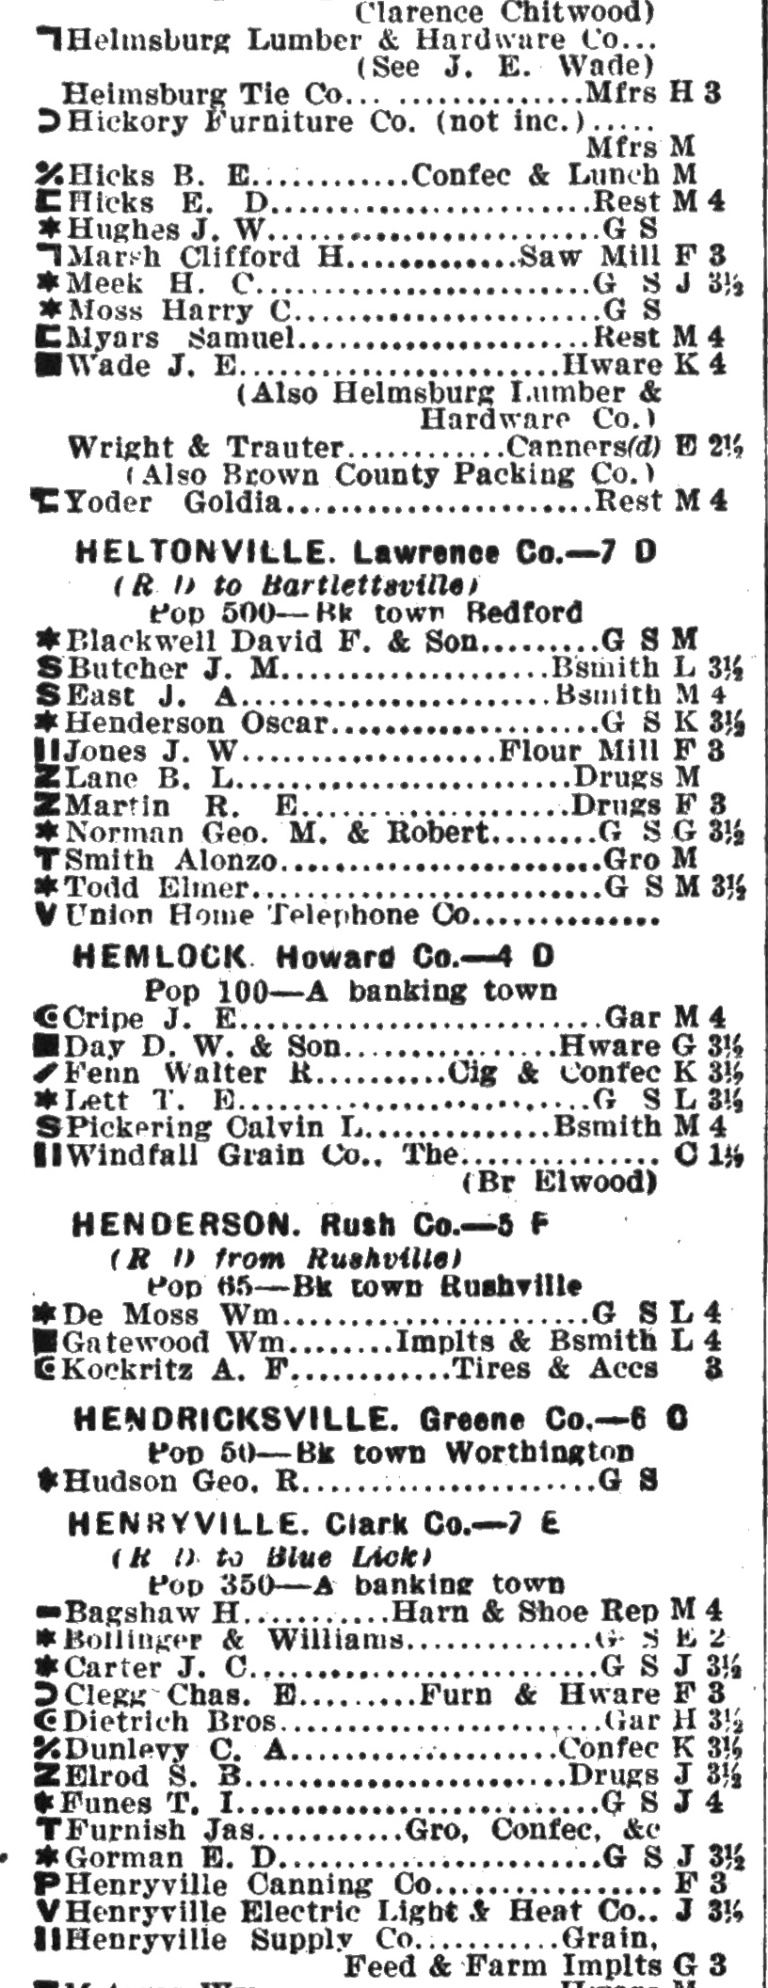 Clarence Chitwood)
Helmsburg Lumber & Hardware Co...
(See J. E. Wade)
Helmsburg Tie Co... ..............Mfrs H 3
Hickory Furniture Co. (not inc.).....
Mfrs M
Hicks B. E............Confec & Lunch M
Hicks E. D.........................Rest M 4
Hughes J. W..........................G S
Marsh Clifford H.............Saw Mill F 3
Meek H. C..........................G S J 3½
Moss Harry C........................G S
Myars Samuel......................Rest M 4
Wade J. E.........................Hware K 4
(Also Helmsburg Lumber &
Hardware Co.)
Wright & Trauter............Canners(d) E 2½
(Also Brown County Packing Co.)
Yoder Goldia.......................Rest M 4
HELTONVILLE. Lawrence Co.—7 D
(R D to Bartlettsville)
Pop 500—Bk town Bedford
*Blackwell David F. & Son.........G S M
S Butcher J. M....................Bsmith L 3½
S East J. A.......................Bsmith M 4
*Henderson Oscar....................G S K 3½
Jones J. W...................Flour Mill F 3
Z Lane B. L.........................Drugs M
Z Martin R. E....................Drugs F 3
*Norman Geo. M. & Robert........G S G 3½
T Smith Alonzo........................Gro M
*Todd Elmer..........................G S M 3½
V Union Home Telephone Co..............
HEMLOCK. Howard Co.—4 D
Pop 100—A banking town
Cripe J. E...........................Gar M 4
Day D. W. & Son................Hware G 3½
Fenn Walter R..........Cig & Confec K 3½
*Lett T. E..........................G S L 3½
S Pickering Calvin L..............Bsmith M 4
Windfall Grain Co., The............... C 1½
(Br Elwood)
HENDERSON. Rush Co.—5 F
(R D from Rushville)
Pop 65—Bk town Rushville
*De Moss Wm.......................G S L 4
Gatewood Wm........Implts & Bsmith L 4
Kockritz A. F............Tires & Accs 3
HENDRICKSVILLE. Greene Co.—6 C
Pop 50—Bk town Worthington
*Hudson Geo. R......................G S
HENRYVILLE. Clark Co.—7 E
(R D to Blue Lick)
Pop 350—A banking town
Bagshaw H...........Harn & Shoe Rep M 4
*Bollinger & Williams..............G S E 2
*Carter J. C..........................G S J 3½
Clegg Chas. E.........Furn & Hware F 3
Dietrich Bros........................Gar H 3½
Dunlevy C. A....................Confec K 3½
Z Elrod S. B........................Drugs J 3½
*Funes T. I...........................G S J 4
T Furnish Jas...........Gro, Confec, &c
*Gorman E. D........................G S J 3½
P Henryville Canning Co................. F 3
V Henryville Electric Light & Heat Co.. J 3½
Henryville Supply Co...........Grain,
Feed & Farm Implts G 3